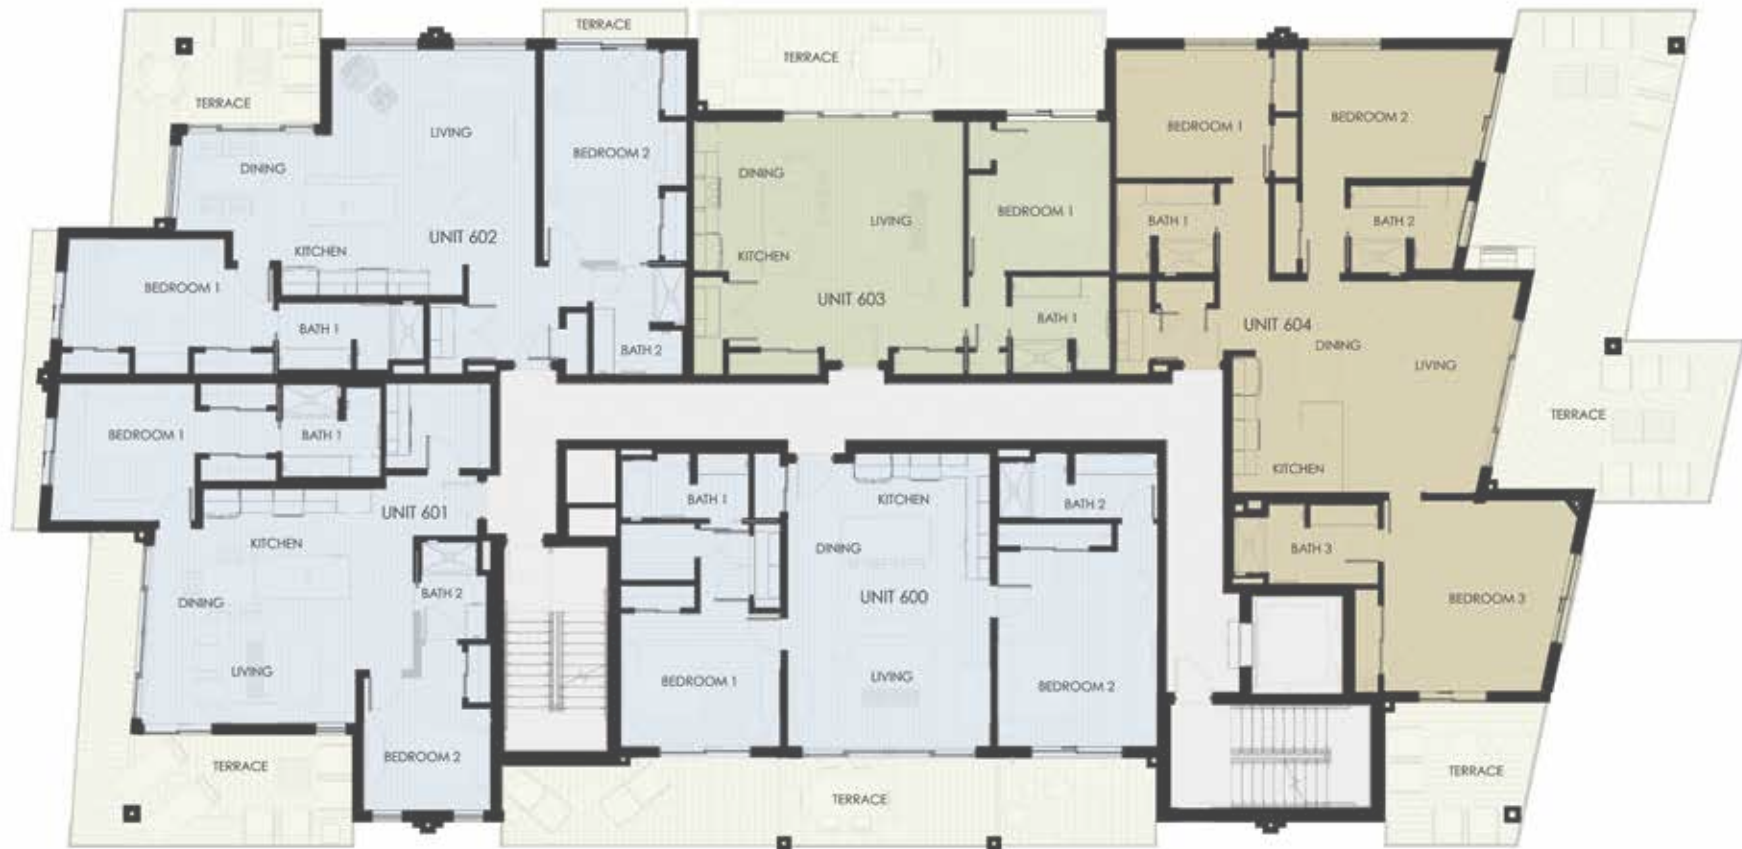 TERRACE
TERRACE
TERRACE
LIVING
DINING
BEDROOM 2
UNIT 602
KITCHEN
BEDROOM 1
BATH 1
BATH 2
DINING
LIVING
BEDROOM 1
KITCHEN
UNIT 603
BATH 1
BEDROOM 1
BEDROOM 2
BATH 1
BATH 2
UNIT 604
DINING
LIVING
TERRACE
KITCHEN
BATH 3
BEDROOM 3
TERRACE
BEDROOM 1
BATH 1
UNIT 601
KITCHEN
BATH 2
DINING
LIVING
BEDROOM 2
TERRACE
BATH 1
KITCHEN
BATH 2
DINING
UNIT 600
BEDROOM 1
LIVING
BEDROOM 2
TERRACE